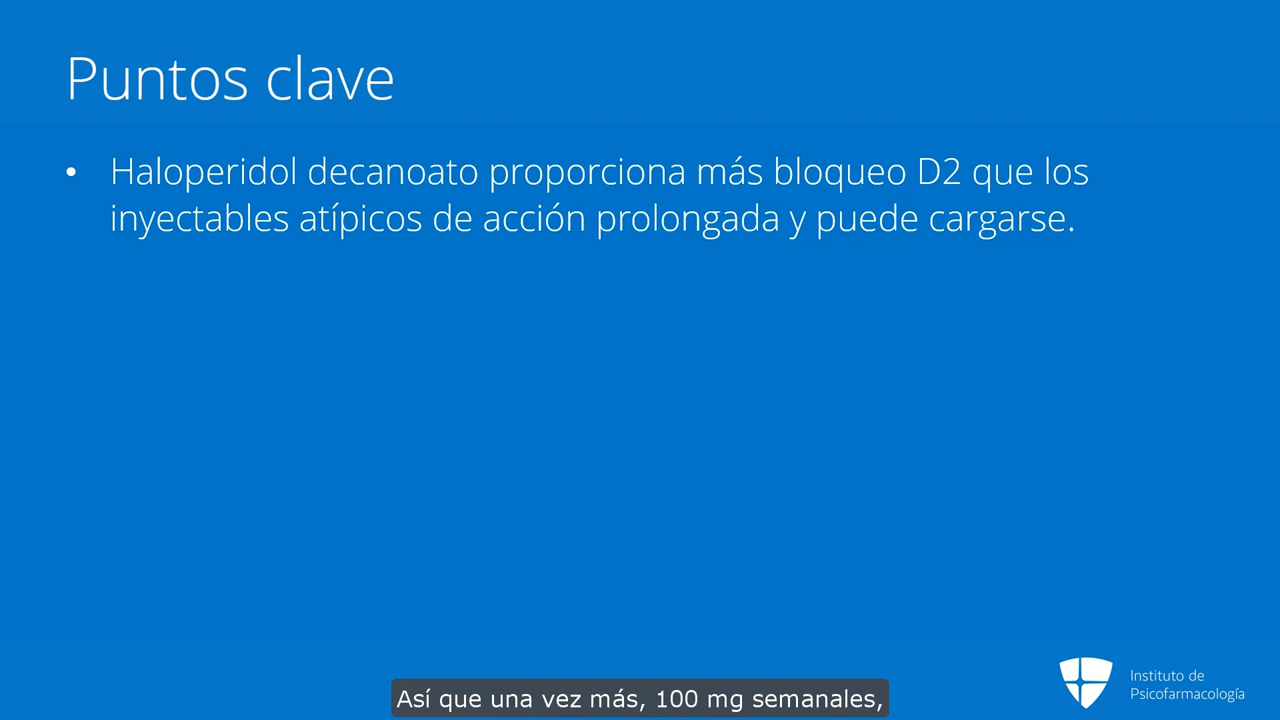 Puntos clave
• Haloperidol decanoato proporciona más bloqueo D2 que los
inyectables atípicos de acción prolongada y puede cargarse.
Instituto de
Psicofarmacología
Así que una vez más, 100 mg semanales,